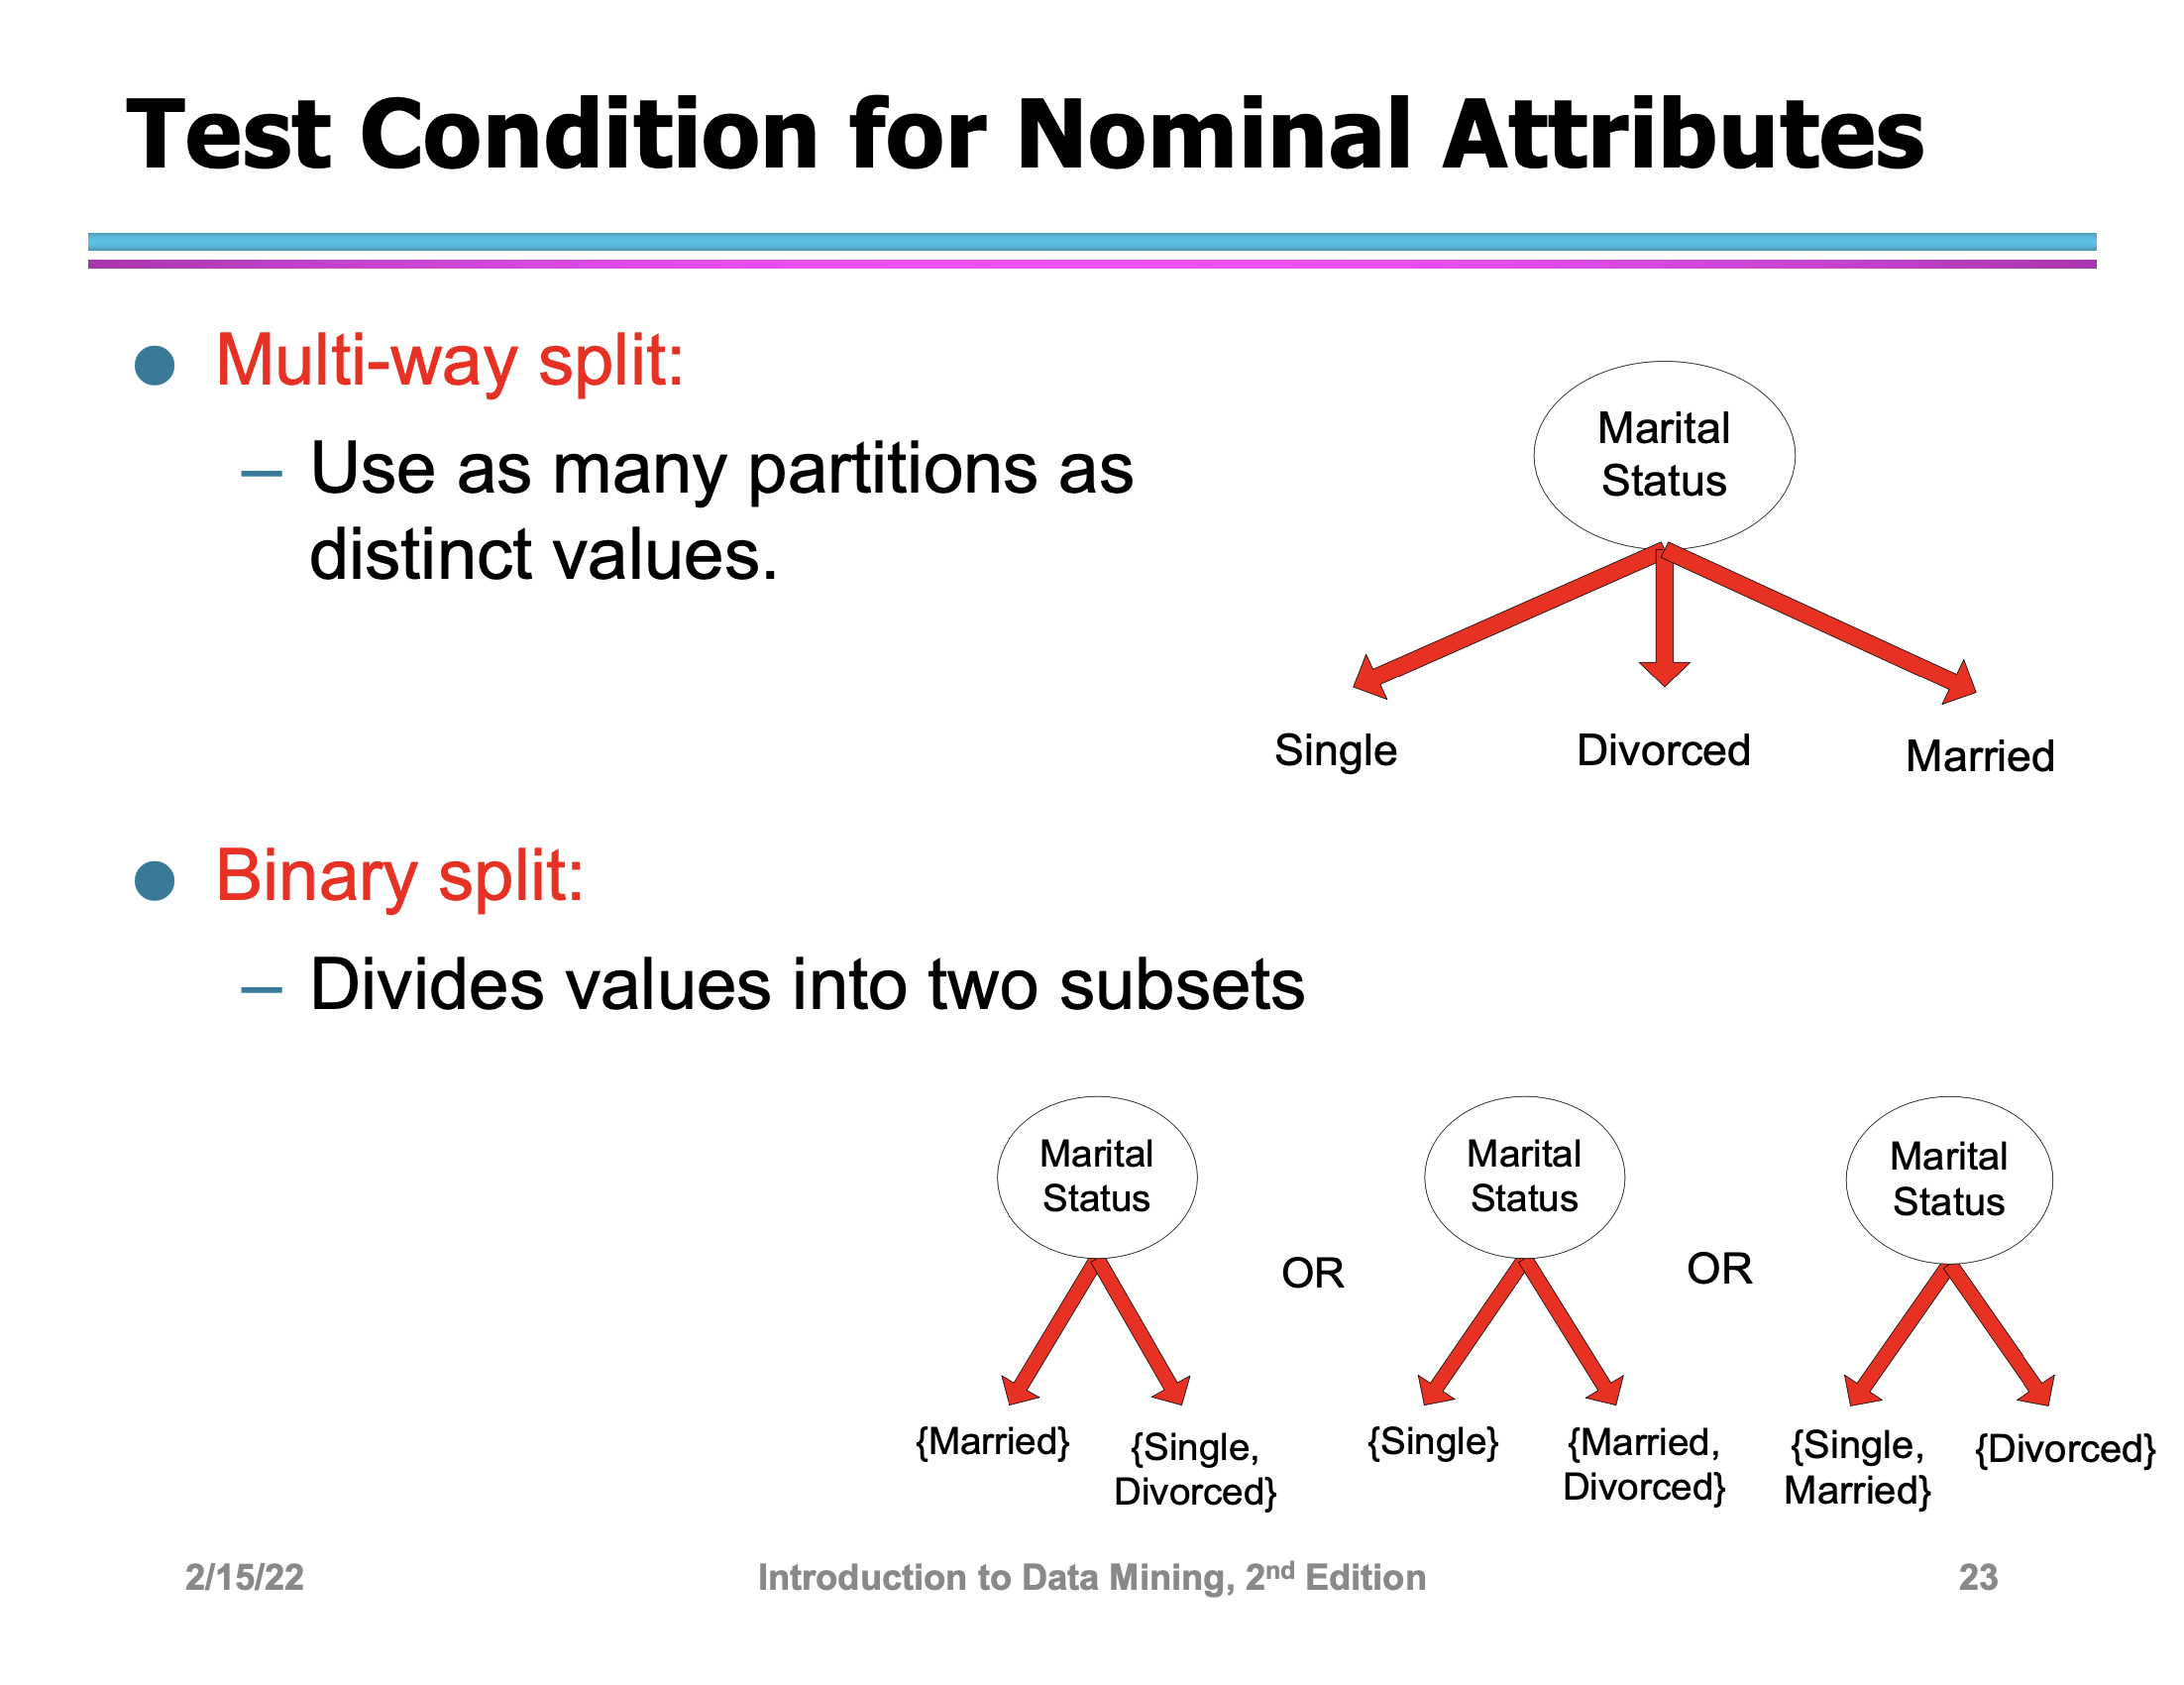 Test Condition for Nominal Attributes
Multi-way split:
– Use as many partitions as
distinct values.
Marital
Status
Single
Divorced
Married
Binary split:
– Divides values into two subsets
Marital
Status
{Married}
{Single,
Divorced}
OR
Marital
Status
{Single}
{Married,
Divorced}
OR
Marital
Status
{Single,
Married}
{Divorced}
2/15/22
Introduction to Data Mining, 2nd Edition
23